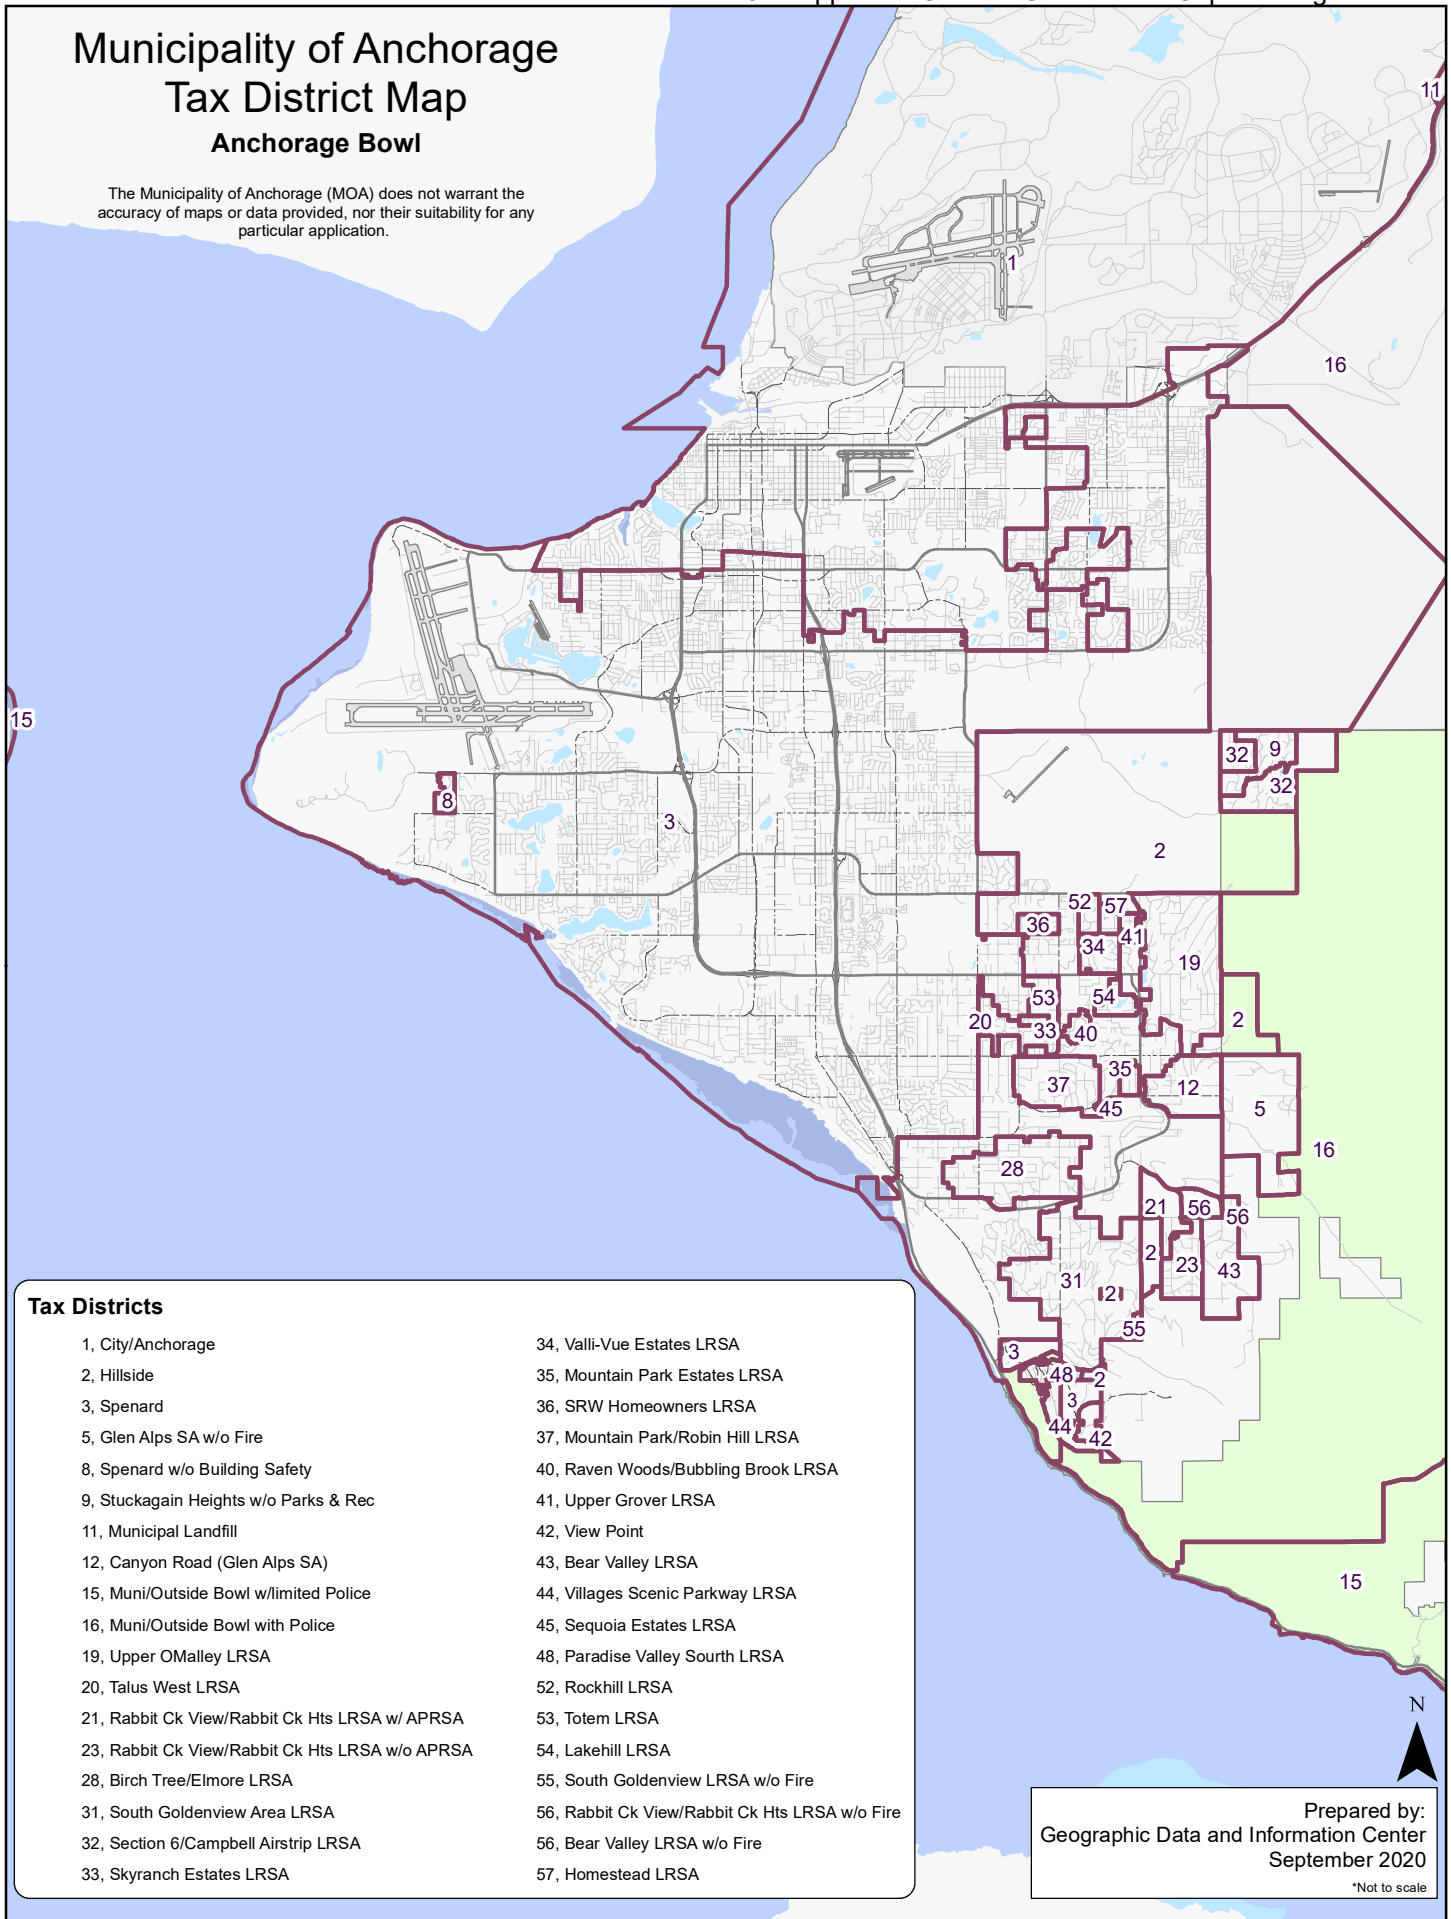 Municipality of Anchorage
Tax District Map
Anchorage Bowl
The Municipality of Anchorage (MOA) does not warrant the
accuracy of maps or data provided, nor their suitability for any
particular application.
11
1
16
15
32
9
32
8
3
2
52
57
36
41
34
19
53
54
20
2
33
40
35
37
12
45
5
16
28
21
56
56
2
23
43
31
2
55
3
48
2
3
44
42
15
Tax Districts
1, City/Anchorage
2, Hillside
3, Spenard
5, Glen Alps SA w/o Fire
8, Spenard w/o Building Safety
9, Stuckagain Heights w/o Parks & Rec
11, Municipal Landfill
12, Canyon Road (Glen Alps SA)
15, Muni/Outside Bowl w/limited Police
16, Muni/Outside Bowl with Police
19, Upper OMalley LRSA
20, Talus West LRSA
21, Rabbit Ck View/Rabbit Ck Hts LRSA w/ APRSA
23, Rabbit Ck View/Rabbit Ck Hts LRSA w/o APRSA
28, Birch Tree/Elmore LRSA
31, South Goldenview Area LRSA
32, Section 6/Campbell Airstrip LRSA
33, Skyranch Estates LRSA
34, Valli-Vue Estates LRSA
35, Mountain Park Estates LRSA
36, SRW Homeowners LRSA
37, Mountain Park/Robin Hill LRSA
40, Raven Woods/Bubbling Brook LRSA
41, Upper Grover LRSA
42, View Point
43, Bear Valley LRSA
44, Villages Scenic Parkway LRSA
45, Sequoia Estates LRSA
48, Paradise Valley Sourth LRSA
52, Rockhill LRSA
53, Totem LRSA
54, Lakehill LRSA
55, South Goldenview LRSA w/o Fire
56, Rabbit Ck View/Rabbit Ck Hts LRSA w/o Fire
56, Bear Valley LRSA w/o Fire
57, Homestead LRSA
N
Prepared by:
Geographic Data and Information Center
September 2020
*Not to scale